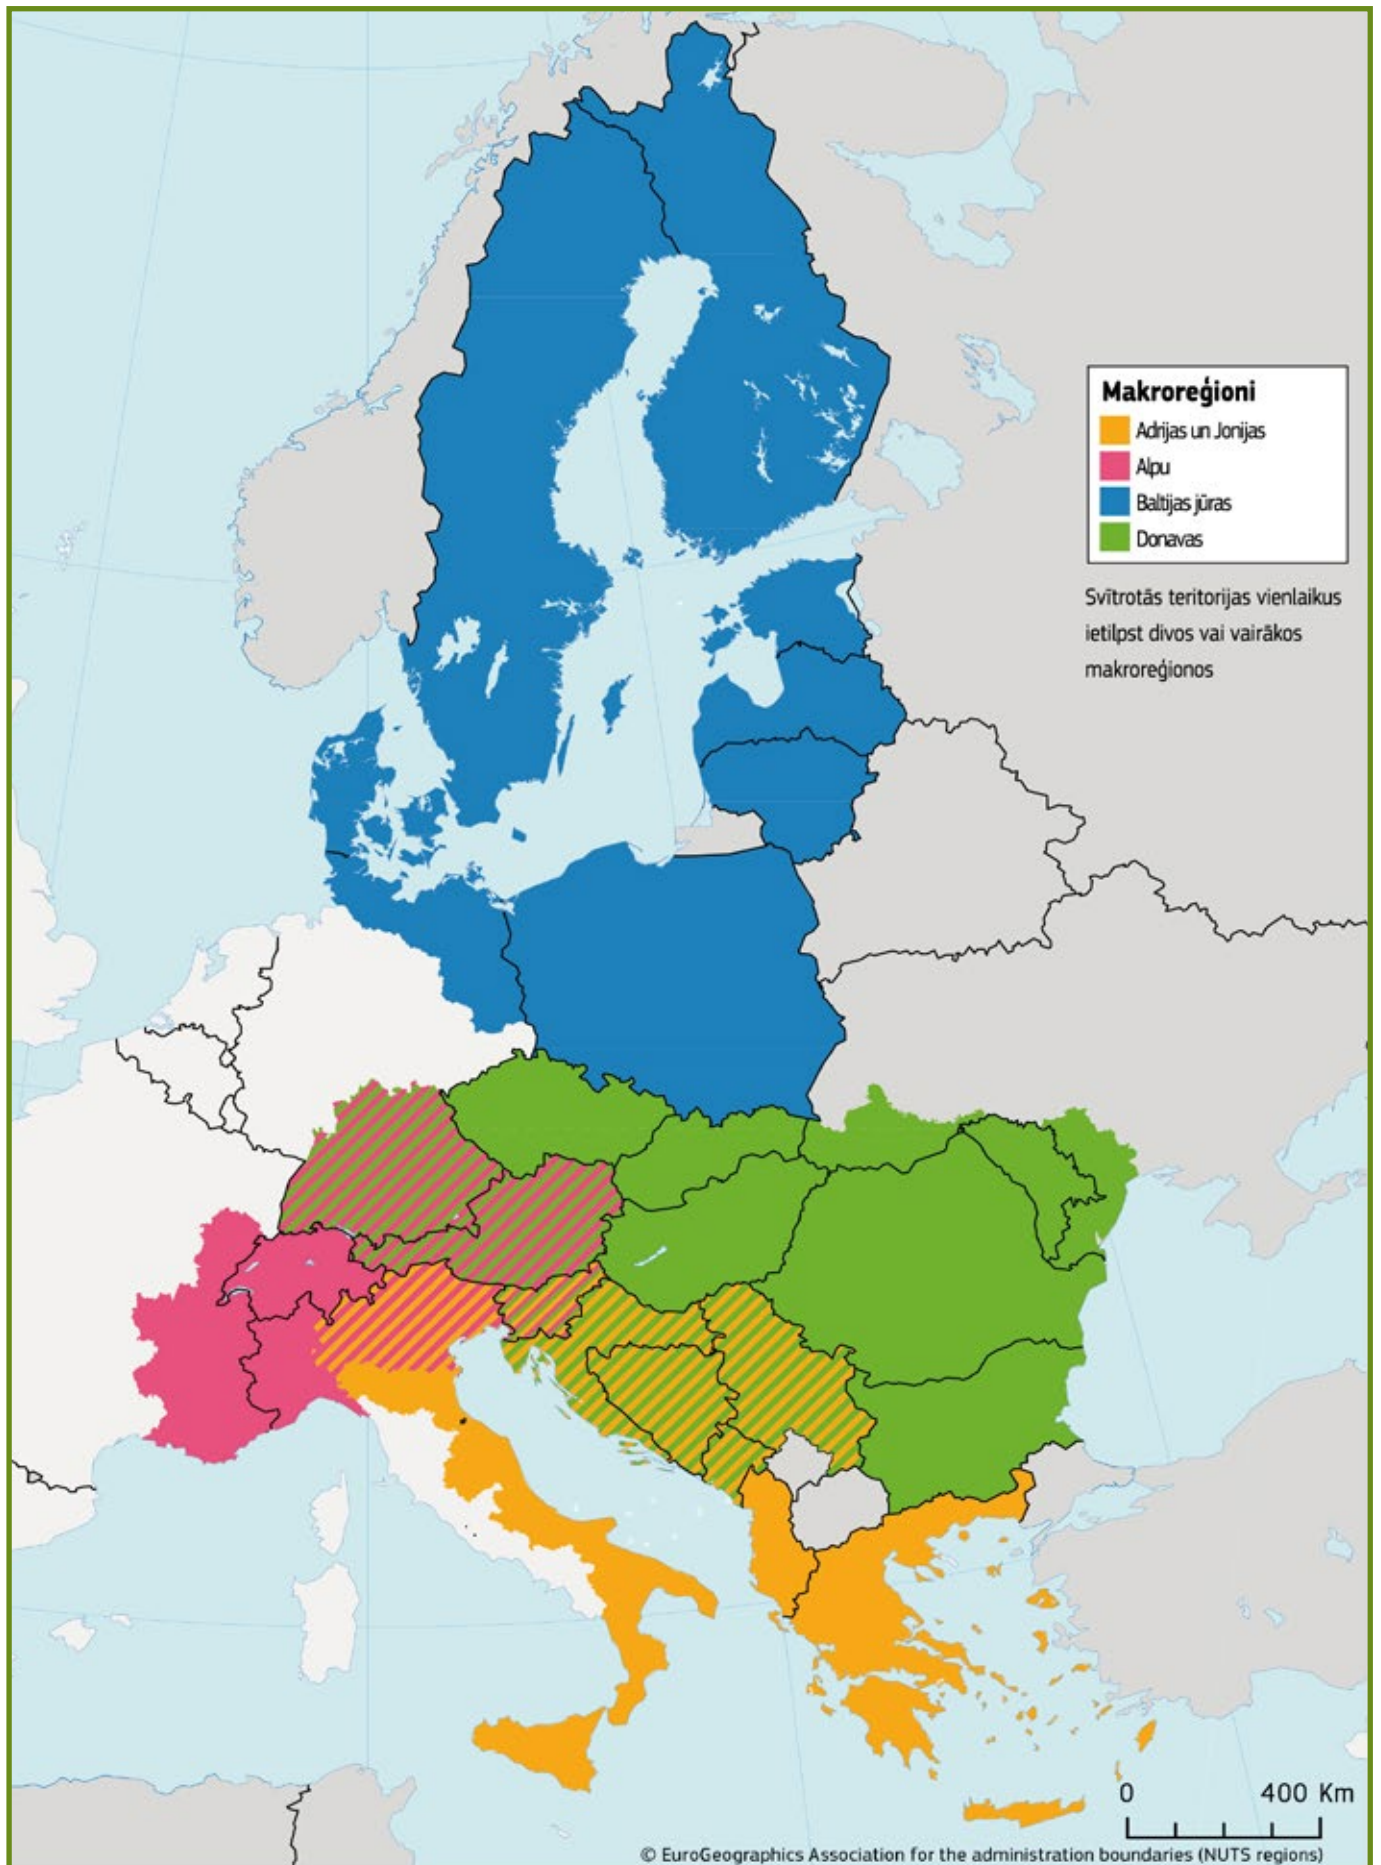 Makroreģioni
Adrijas un Jonijas
Alpu
Baltijas jūras
Donavas
Svītrotās teritorijas vienlaikus
ietilpst divos vai vairākos
makroreģionos
0 400 Km
© EuroGeographics Association for the administration boundaries (NUTS regions)